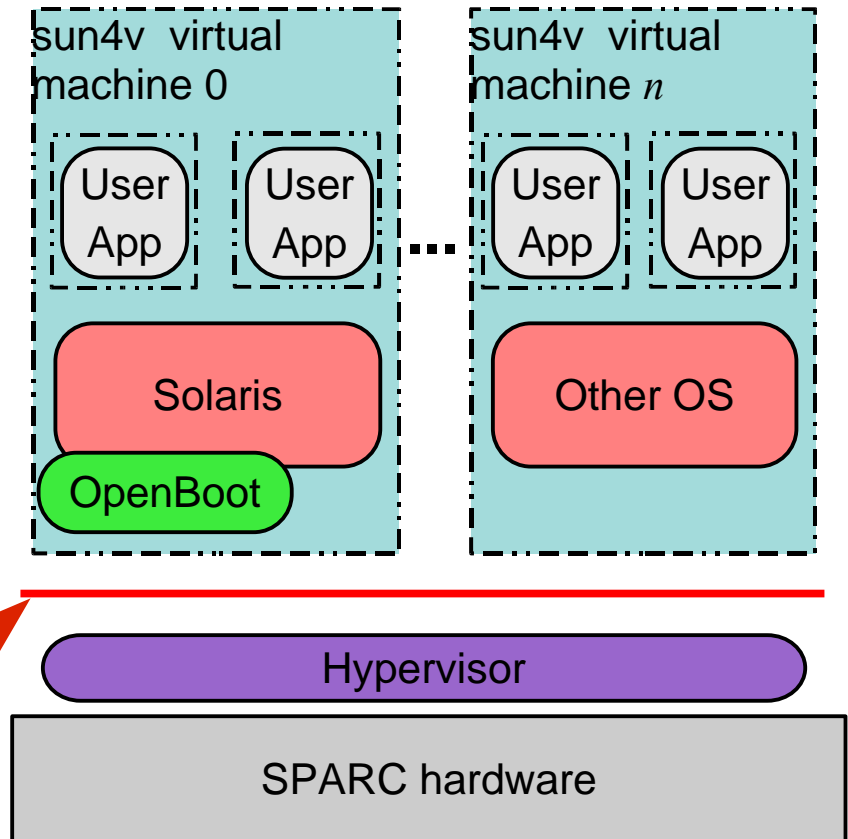 sun4v virtual
machine 0
sun4v virtual
machine n
User
App
User
App
...
User
App
User
App
Solaris
Other OS
OpenBoot
Hypervisor
SPARC hardware